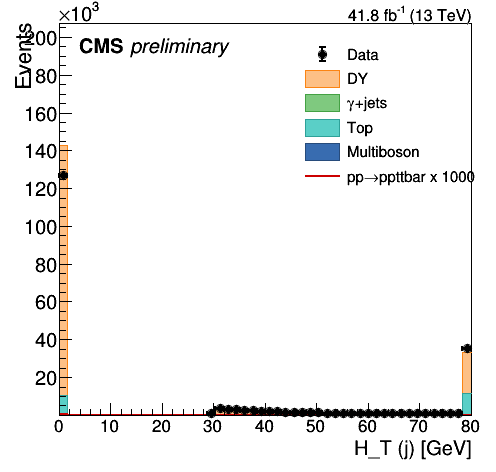 ×10³
41.8 fb⁻¹ (13 TeV)
Events
CMS preliminary
Data
DY
γ+jets
Top
Multiboson
pp→ppttbar x 1000
200
180
160
140
120
100
80
60
40
20
0 10 20 30 40 50 60 70 80
H_T (j) [GeV]